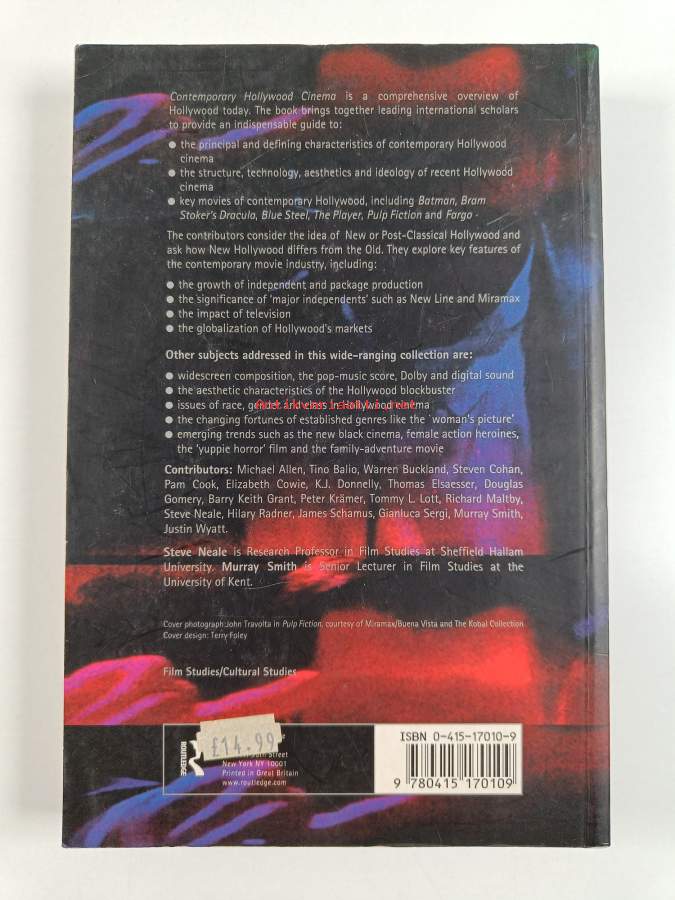 Contemporary Hollywood Cinema is a comprehensive overview of
Hollywood today. The book brings together leading international scholars
to provide an indispensable guide to:
● the principal and defining characteristics of contemporary Hollywood
cinema
● the structure, technology, aesthetics and ideology of recent Hollywood
cinema
● key movies of contemporary Hollywood, including Batman, Bram
Stoker's Dracula, Blue Steel, The Player, Pulp Fiction and Fargo
The contributors consider the idea of New or Post-Classical Hollywood and
ask how New Hollywood differs from the Old. They explore key features of
the contemporary movie industry, including:
● the growth of independent and package production
● the significance of 'major independents' such as New Line and Miramax
● the impact of television
● the globalization of Hollywood's markets
Other subjects addressed in this wide-ranging collection are:
● widescreen composition, the pop-music score, Dolby and digital sound
● the aesthetic characteristics of the Hollywood blockbuster
● issues of race, gender and class in Hollywood cinema
● the changing fortunes of established genres like the 'woman's picture'
● emerging trends such as the new black cinema, female action heroines,
the 'yuppie horror' film and the family-adventure movie
Contributors: Michael Allen, Tino Balio, Warren Buckland, Steven Cohan,
Pam Cook, Elizabeth Cowie, K.J. Donnelly, Thomas Elsaesser, Douglas
Gomery, Barry Keith Grant, Peter Krämer, Tommy L. Lott, Richard Maltby,
Steve Neale, Hilary Radner, James Schamus, Gianluca Sergi, Murray Smith,
Justin Wyatt.
Steve Neale is Research Professor in Film Studies at Sheffield Hallam
University. Murray Smith is Senior Lecturer in Film Studies at the
University of Kent.
Cover photograph: John Travolta in Pulp Fiction, courtesy of Miramax/Buena Vista and The Kobal Collection
Cover design: Terry Foley
Film Studies/Cultural Studies
ROUTLEDGE
£14.99
Street
New York NY 10001
Printed in Great Britain
www.routledge.com
ISBN 0-415-17010-9
9 780415 170109